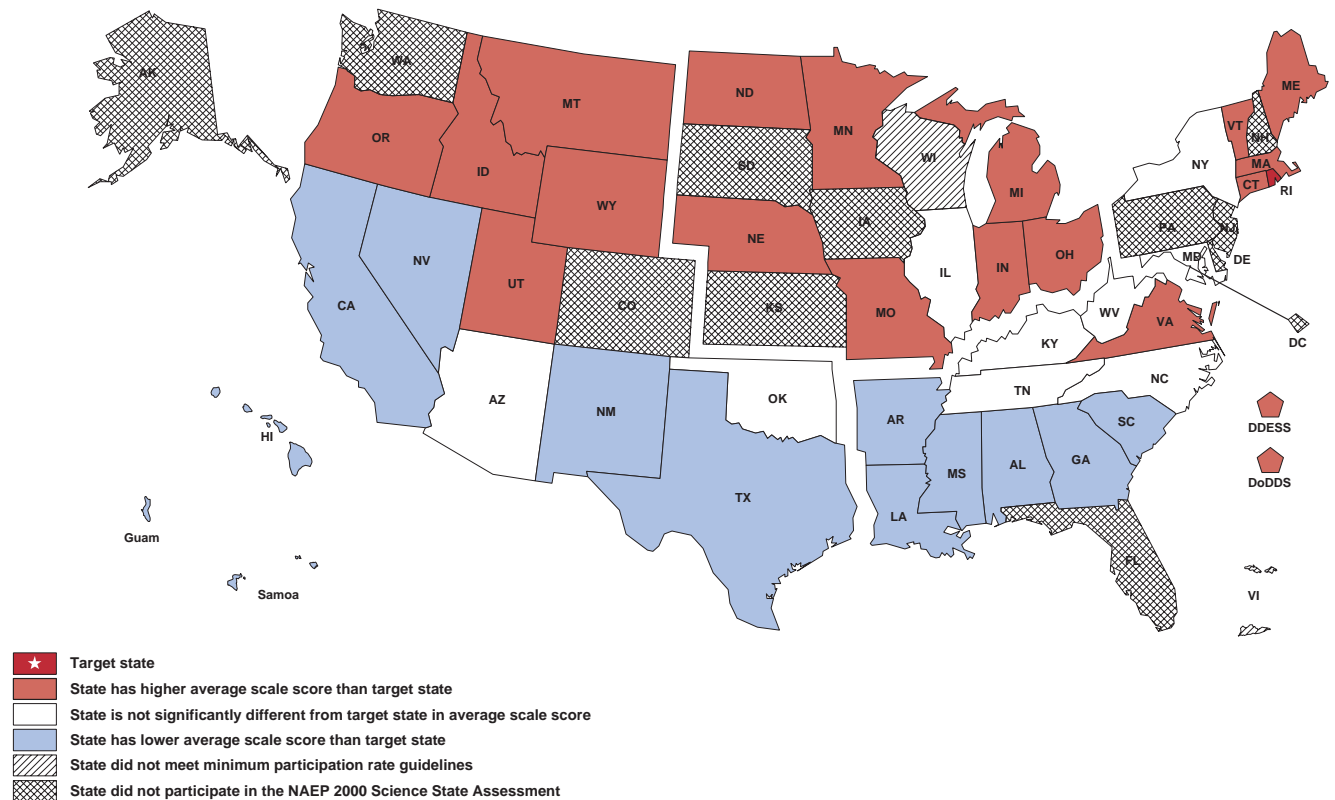 AK
WA
MT
ND
MN
ME
VT
NH
OR
ID
SD
WI
NY
MA
CT
RI
WY
MI
IA
PA
NJ
NE
NV
UT
IL
IN
OH
MD
DE
CA
CO
KS
MO
WV
VA
KY
DC
AZ
NM
OK
TN
NC
AR
SC
DDESS
HI
TX
MS
AL
GA
DoDDS
LA
Guam
FL
Samoa
VI
Target state
State has higher average scale score than target state
State is not significantly different from target state in average scale score
State has lower average scale score than target state
State did not meet minimum participation rate guidelines
State did not participate in the NAEP 2000 Science State Assessment